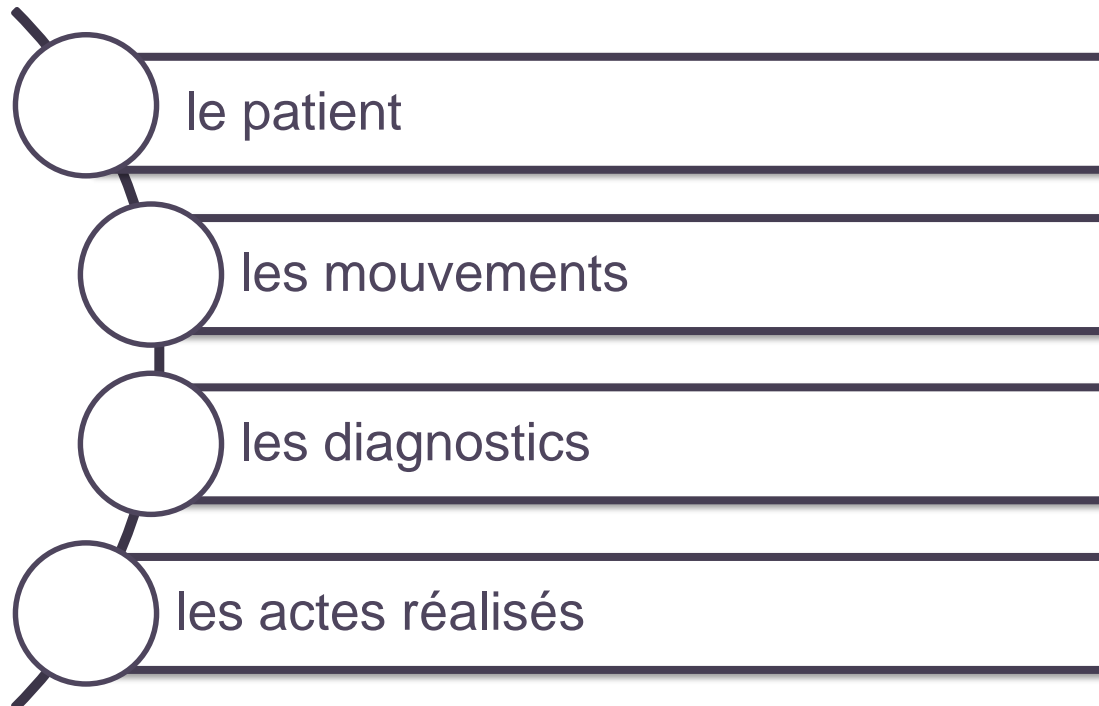 le patient
les mouvements
les diagnostics
les actes réalisés